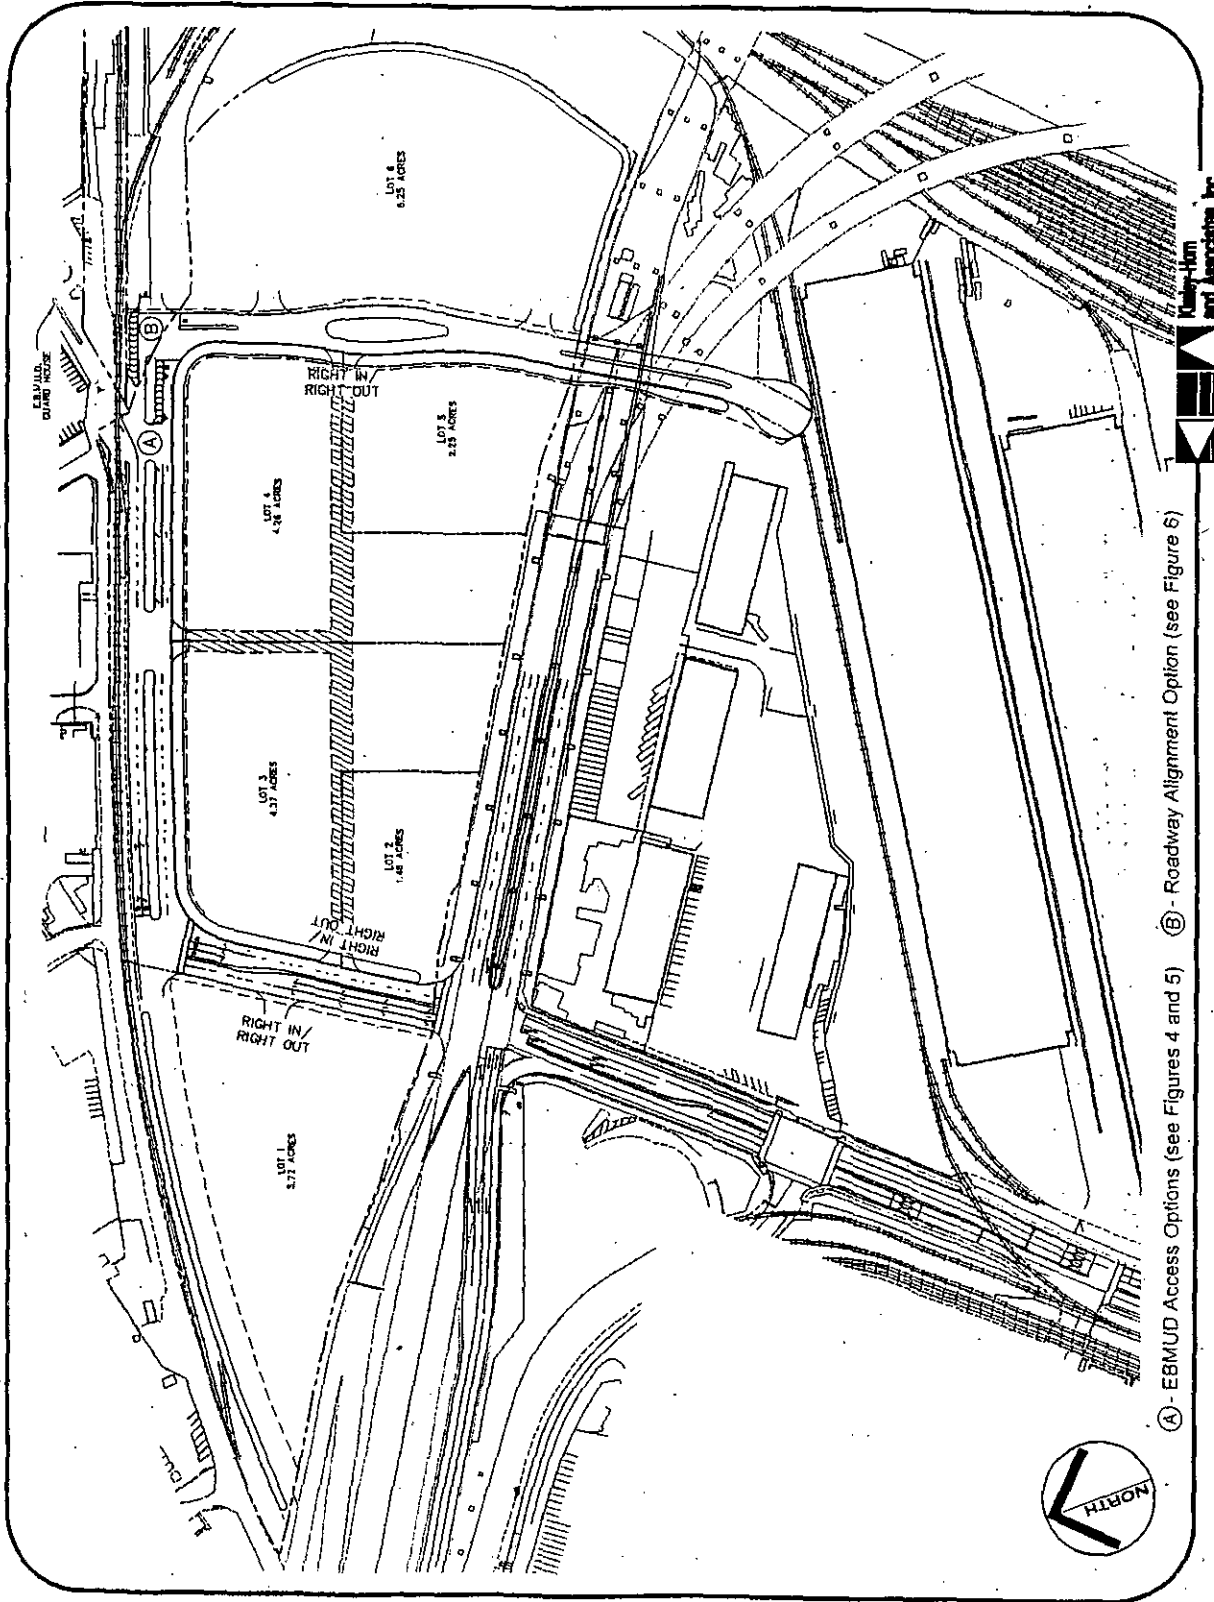 E.B.M.U.D.
GUARD HOUSE
LOT 6
6.25 ACRES
B
A
RIGHT IN/
RIGHT OUT
LOT 5
2.25 ACRES
LOT 4
4.26 ACRES
LOT 3
4.37 ACRES
LOT 2
1.48 ACRES
RIGHT IN/
RIGHT OUT
RIGHT IN/
RIGHT OUT
LOT 1
3.72 ACRES
NORTH
A - EBMUD Access Options (see Figures 4 and 5)
B - Roadway Alignment Option (see Figure 6)
Kimley-Horn
and Associates, Inc.